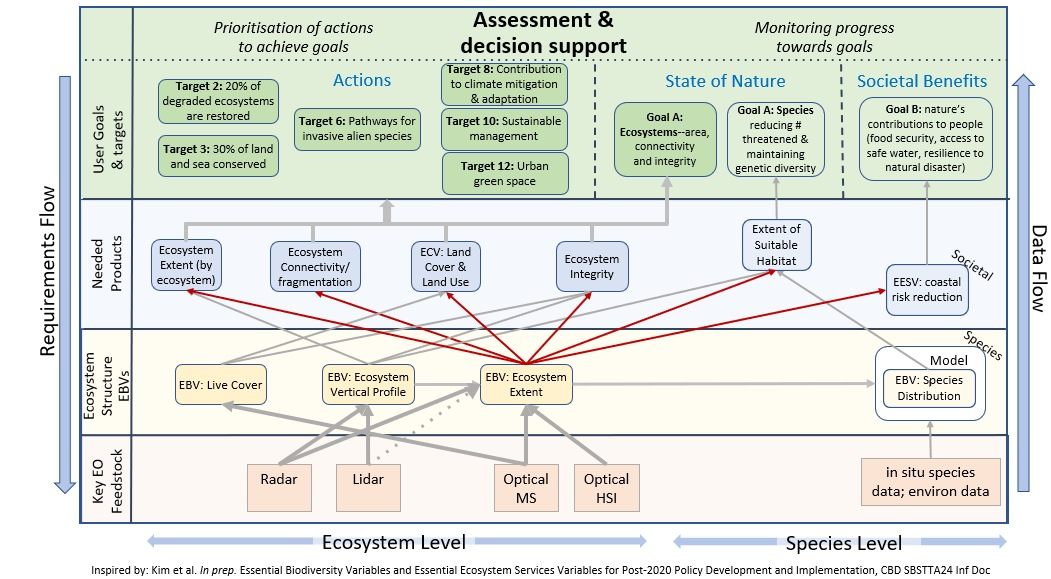 Prioritisation of actions
to achieve goals
Assessment &
decision support
Monitoring progress
towards goals
User Goals
& targets
Actions
State of Nature
Societal Benefits
Target 2: 20% of
degraded ecosystems
are restored
Target 3: 30% of land
and sea conserved
Target 6: Pathways for
invasive alien species
Target 8: Contribution
to climate mitigation
& adaptation
Target 10: Sustainable
management
Target 12: Urban
green space
Goal A:
Ecosystems--area,
connectivity
and integrity
Goal A: Species
reducing #
threatened &
maintaining
genetic diversity
Goal B: nature's
contributions to people
(food security, access to
safe water, resilience to
natural disaster)
Requirements Flow
Data Flow
Needed
Products
Ecosystem
Extent (by
ecosystem)
Ecosystem
Connectivity/
fragmentation
ECV: Land
Cover &
Land Use
Ecosystem
Integrity
Extent of
Suitable
Habitat
EESV: coastal
risk reduction
Societal
Species
Ecosystem
Structure
EBVs
EBV: Live Cover
EBV: Ecosystem
Vertical Profile
EBV: Ecosystem
Extent
Model
EBV: Species
Distribution
Key EO
Feedstock
Radar
Lidar
Optical
MS
Optical
HSI
in situ species
data; environ data
Ecosystem Level
Species Level
Inspired by: Kim et al. In prep. Essential Biodiversity Variables and Essential Ecosystem Services Variables for Post-2020 Policy Development and Implementation, CBD SBSTTA24 Inf Doc